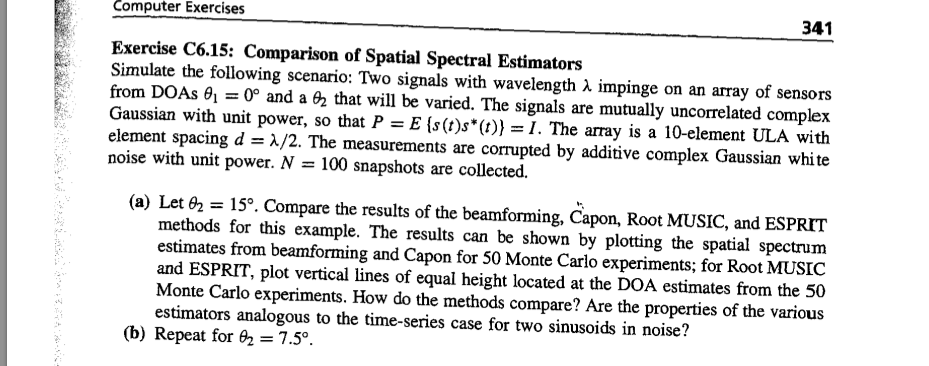 Computer Exercises
341
Exercise C6.15: Comparison of Spatial Spectral Estimators
Simulate the following scenario: Two signals with wavelength λ impinge on an array of sensors
from DOAs θ₁ = 0° and a θ₂ that will be varied. The signals are mutually uncorrelated complex
Gaussian with unit power, so that P = E {s(t)s*(t)} = I. The array is a 10-element ULA with
element spacing d = λ/2. The measurements are corrupted by additive complex Gaussian white
noise with unit power. N = 100 snapshots are collected.
(a) Let θ₂ = 15°. Compare the results of the beamforming, Capon, Root MUSIC, and ESPRIT
methods for this example. The results can be shown by plotting the spatial spectrum
estimates from beamforming and Capon for 50 Monte Carlo experiments; for Root MUSIC
and ESPRIT, plot vertical lines of equal height located at the DOA estimates from the 50
Monte Carlo experiments. How do the methods compare? Are the properties of the various
estimators analogous to the time-series case for two sinusoids in noise?
(b) Repeat for θ₂ = 7.5°.